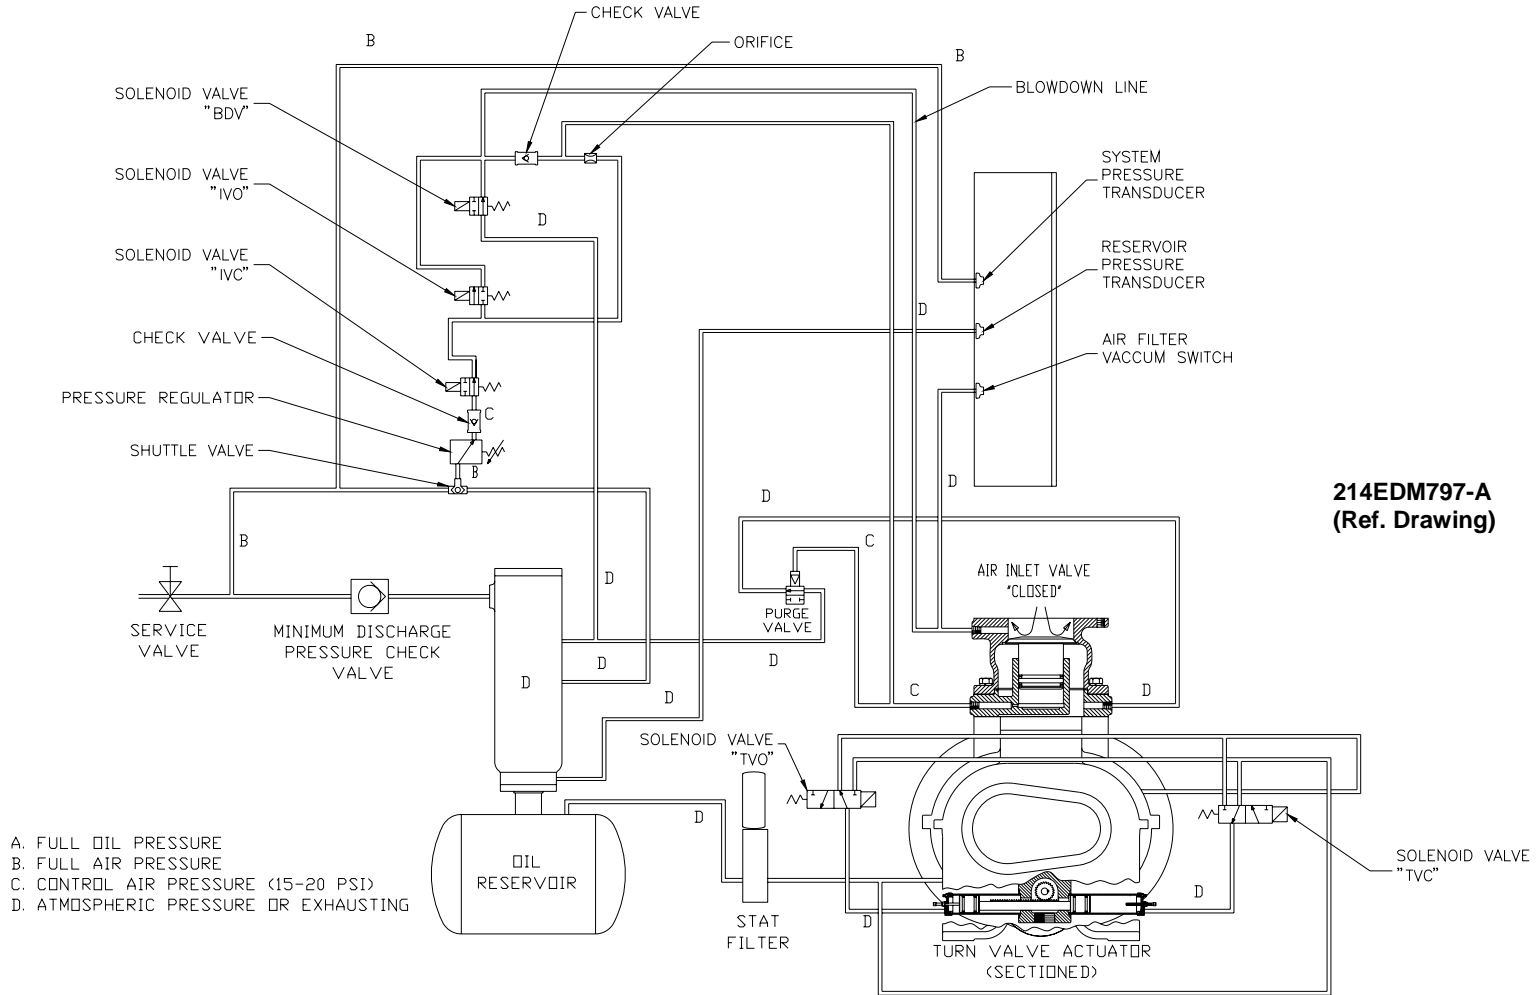 CHECK VALVE
B
ORIFICE
B
SOLENOID VALVE
"BDV"
BLOWDOWN LINE
SYSTEM
PRESSURE
TRANSDUCER
SOLENOID VALVE
"IVO"
D
SOLENOID VALVE
"IVC"
RESERVOIR
PRESSURE
TRANSDUCER
D
CHECK VALVE
AIR FILTER
VACCUM SWITCH
PRESSURE REGULATOR
C
SHUTTLE VALVE
B
D
D
214EDM797-A
(Ref. Drawing)
B
C
AIR INLET VALVE
"CLOSED"
D
PURGE
VALVE
SERVICE
VALVE
MINIMUM DISCHARGE
PRESSURE CHECK
VALVE
D
D
D
D
C
D
SOLENOID VALVE
"TVO"
A. FULL OIL PRESSURE
B. FULL AIR PRESSURE
C. CONTROL AIR PRESSURE (15-20 PSI)
D. ATMOSPHERIC PRESSURE OR EXHAUSTING
OIL
RESERVOIR
D
SOLENOID VALVE
"TVC"
STAT
FILTER
D
D
TURN VALVE ACTUATOR
(SECTIONED)